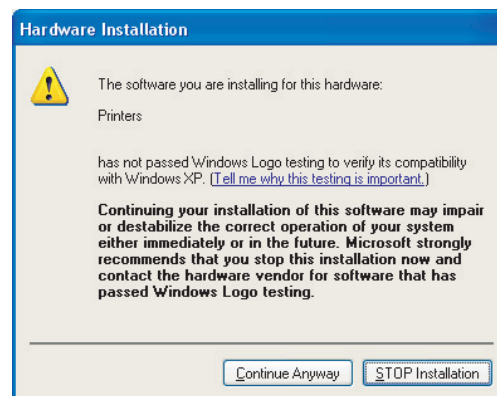 Hardware Installation
The software you are installing for this hardware:
Printers
has not passed Windows Logo testing to verify its compatibility
with Windows XP. (Tell me why this testing is important.)
Continuing your installation of this software may impair
or destabilize the correct operation of your system
either immediately or in the future. Microsoft strongly
recommends that you stop this installation now and
contact the hardware vendor for software that has
passed Windows Logo testing.
Continue Anyway
STOP Installation